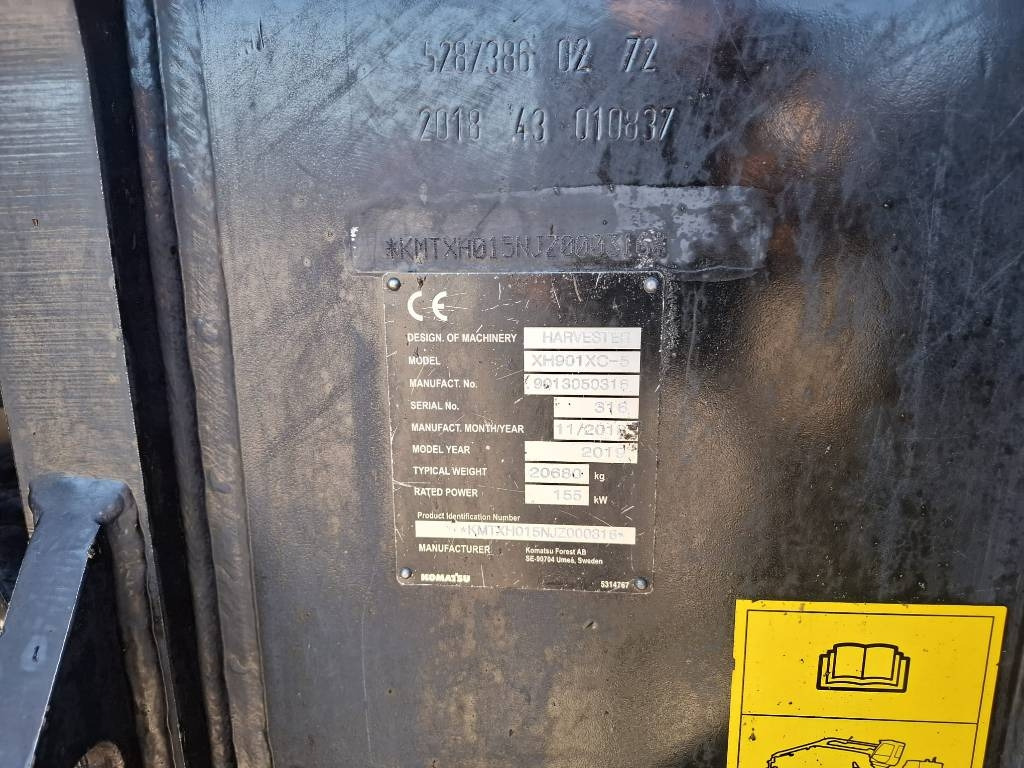 5287386 02 72
2018 43 010837
*KMTXH015NJZ000316*
CE
DESIGN. OF MACHINERY HARVESTER
MODEL XH901XC-5
MANUFACT. No. 9013050316
SERIAL No. 316
MANUFACT. MONTH/YEAR 11/2018
MODEL YEAR 2019
TYPICAL WEIGHT 20680 kg
RATED POWER 155 kW
Product Identification Number
*KMTXH015NJZ000316*
MANUFACTURER Komatsu Forest AB
SE-90704 Umeå, Sweden
KOMATSU 5314767